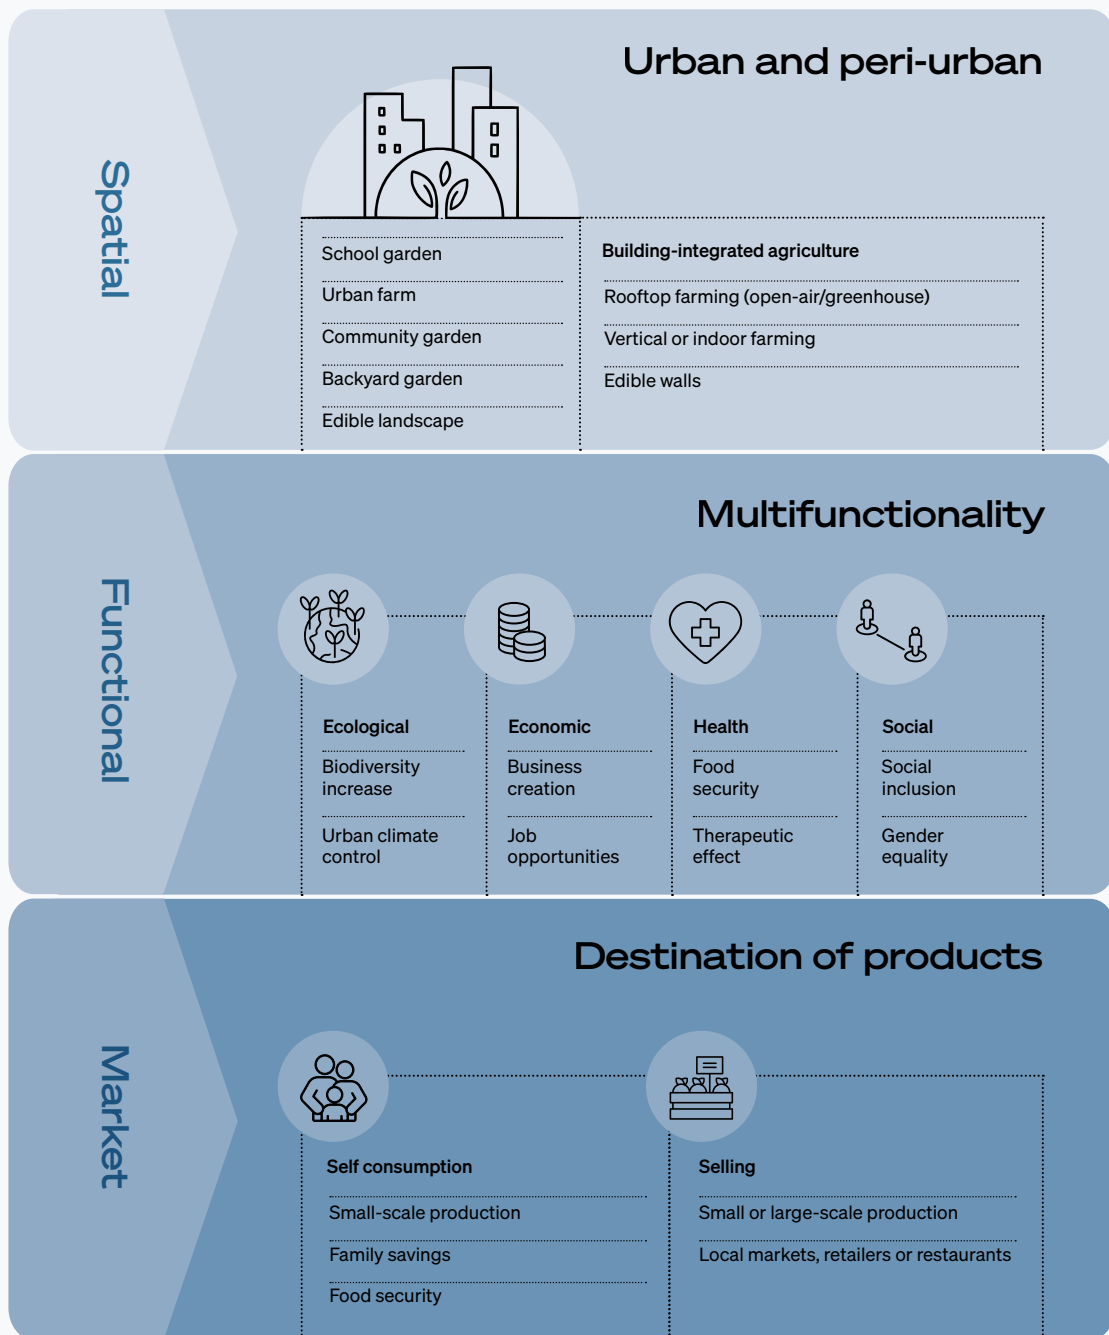 Spatial
Urban and peri-urban
School garden
Urban farm
Community garden
Backyard garden
Edible landscape
Building-integrated agriculture
Rooftop farming (open-air/greenhouse)
Vertical or indoor farming
Edible walls
Functional
Multifunctionality
Ecological
Biodiversity
increase
Urban climate
control
Economic
Business
creation
Job
opportunities
Health
Food
security
Therapeutic
effect
Social
Social
inclusion
Gender
equality
Market
Destination of products
Self consumption
Small-scale production
Family savings
Food security
Selling
Small or large-scale production
Local markets, retailers or restaurants